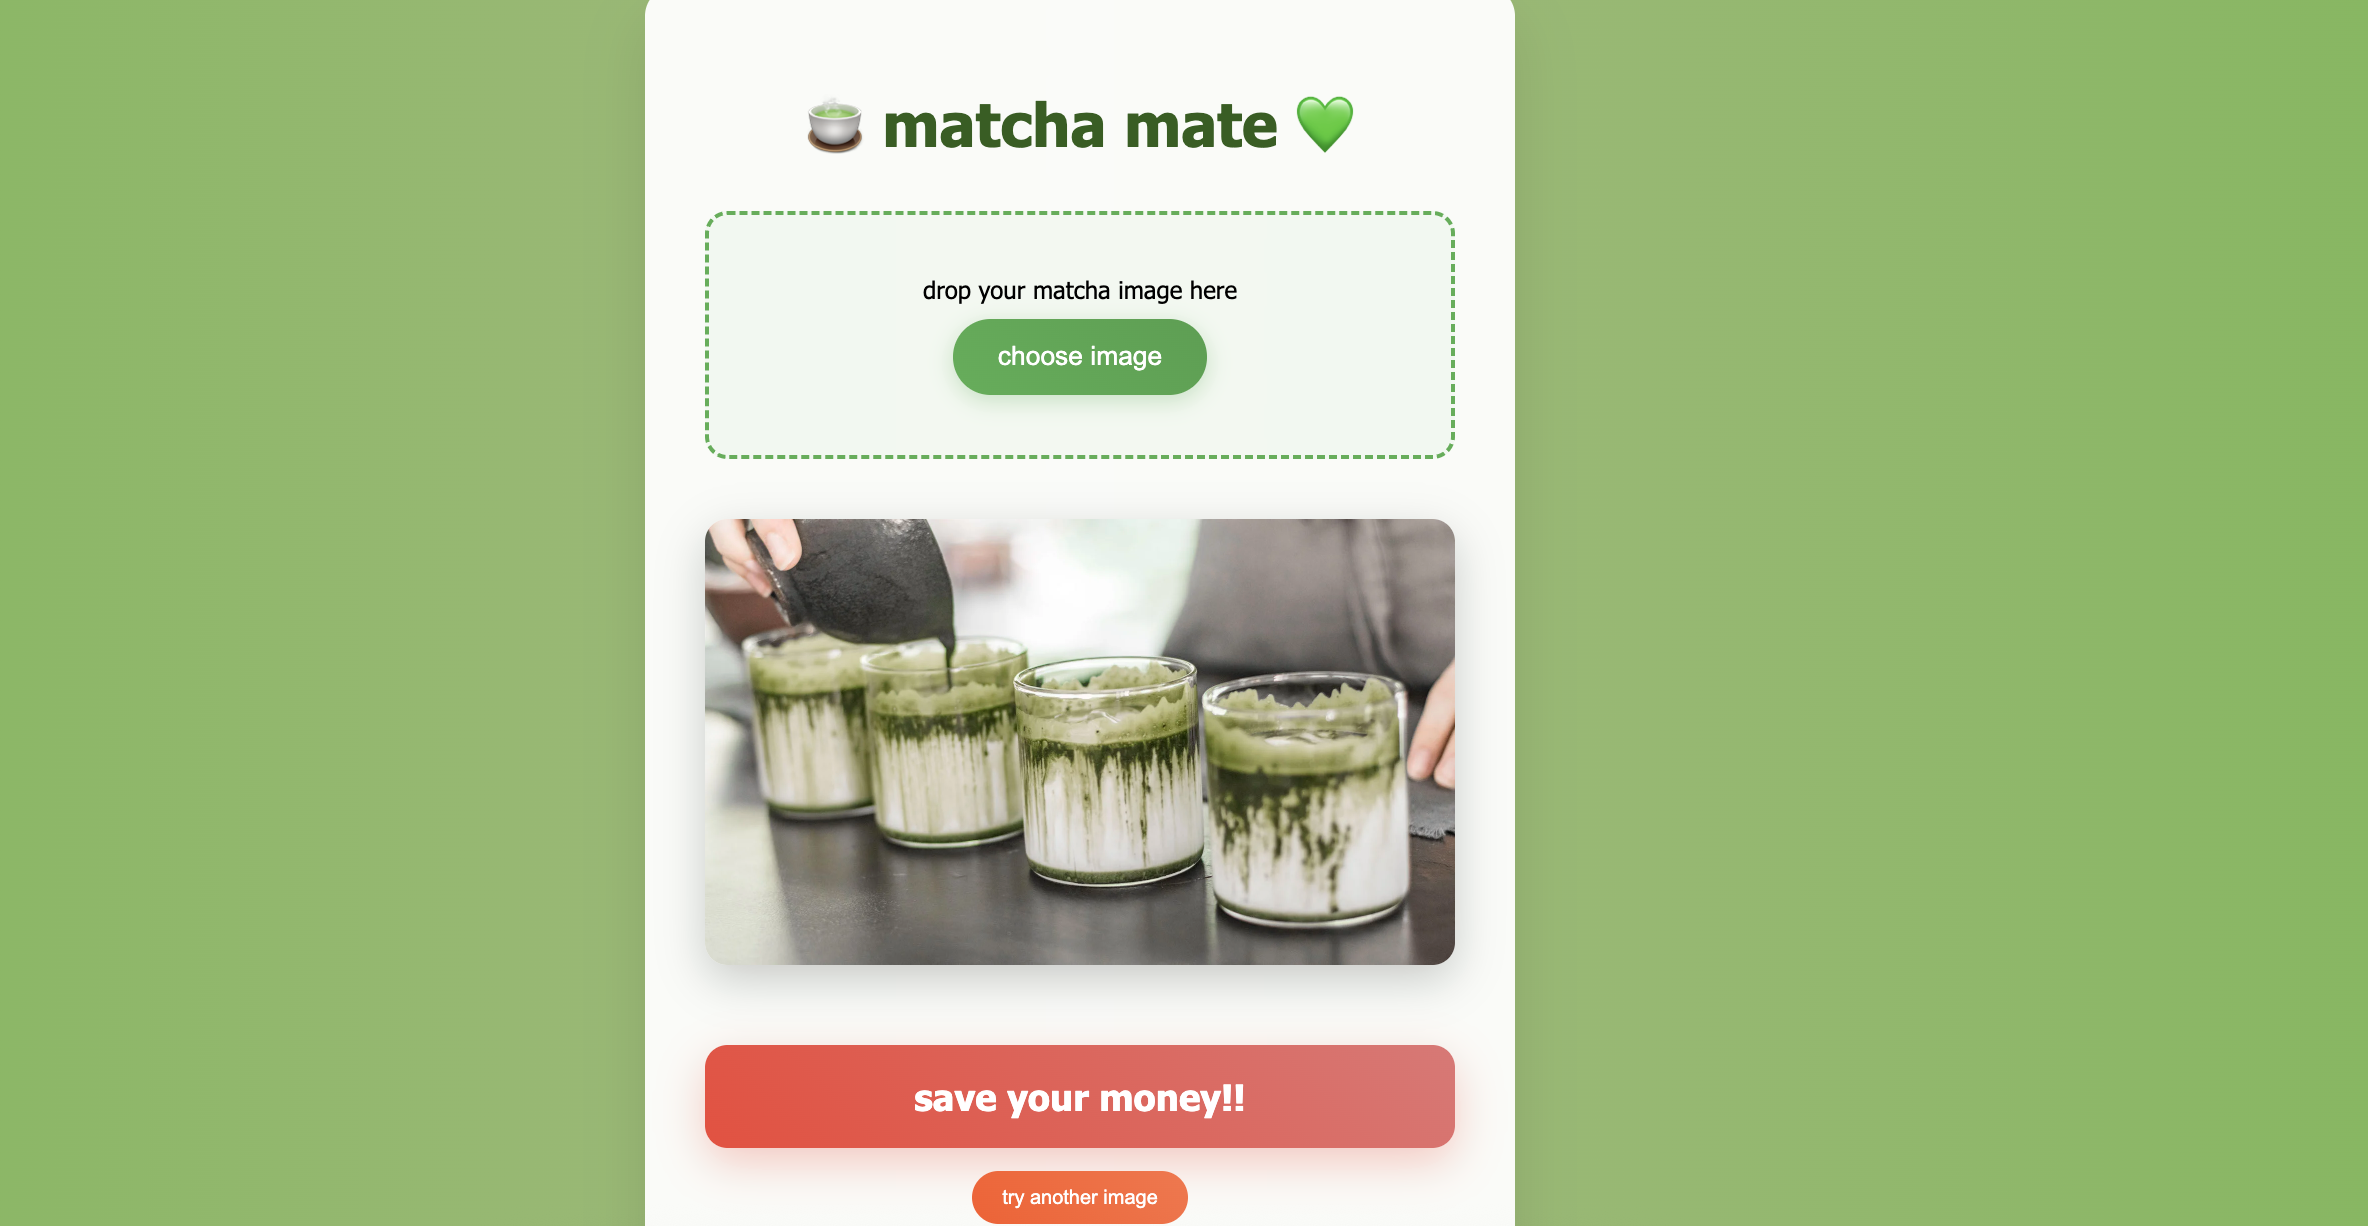 🍵 matcha mate 💚
drop your matcha image here
choose image
save your money!!
try another image